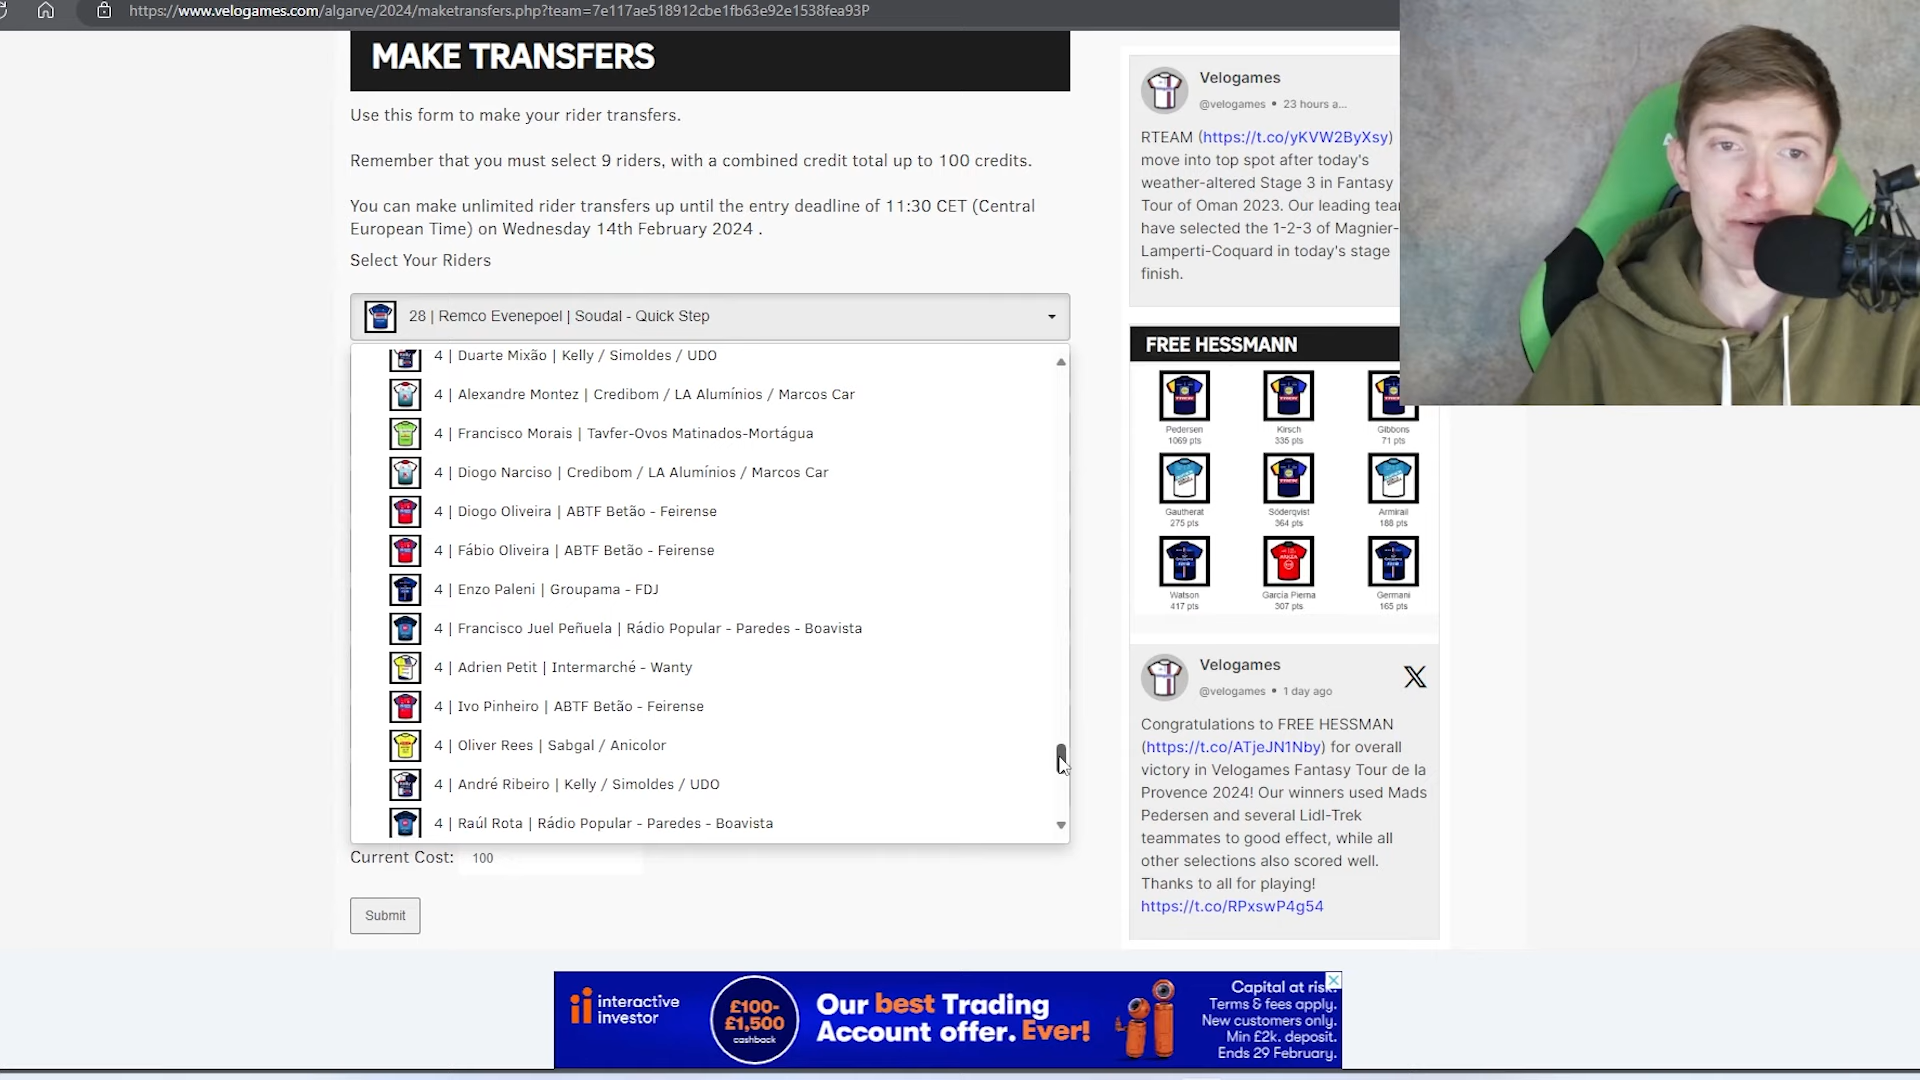 https://www.velogames.com/algarve/2024/maketransfers.php?team=7e117ae518912cbe1fb63e92e1538fea93P
MAKE TRANSFERS
Use this form to make your rider transfers.
Remember that you must select 9 riders, with a combined credit total up to 100 credits.
You can make unlimited rider transfers up until the entry deadline of 11:30 CET (Central
European Time) on Wednesday 14th February 2024 .
Select Your Riders
28 | Remco Evenepoel | Soudal - Quick Step
4 | Duarte Mixão | Kelly / Simoldes / UDO
4 | Alexandre Montez | Credibom / LA Alumínios / Marcos Car
4 | Francisco Morais | Tavfer-Ovos Matinados-Mortágua
4 | Diogo Narciso | Credibom / LA Alumínios / Marcos Car
4 | Diogo Oliveira | ABTF Betão - Feirense
4 | Fábio Oliveira | ABTF Betão - Feirense
4 | Enzo Paleni | Groupama - FDJ
4 | Francisco Juel Peñuela | Rádio Popular - Paredes - Boavista
4 | Adrien Petit | Intermarché - Wanty
4 | Ivo Pinheiro | ABTF Betão - Feirense
4 | Oliver Rees | Sabgal / Anicolor
4 | André Ribeiro | Kelly / Simoldes / UDO
4 | Raúl Rota | Rádio Popular - Paredes - Boavista
Current Cost: 100
Submit
Velogames
@velogames • 23 hours a...
RTEAM (https://t.co/yKVW2ByXsy)
move into top spot after today's
weather-altered Stage 3 in Fantasy
Tour of Oman 2023. Our leading tea
have selected the 1-2-3 of Magnier-
Lamperti-Coquard in today's stage
finish.
FREE HESSMANN
Pedersen Kirsch Gibbons
1069 pts 335 pts 71 pts
Gautherat Söderqvist Armirail
275 pts 364 pts 188 pts
Watson García Pierna Germani
417 pts 307 pts 165 pts
Velogames
@velogames • 1 day ago
Congratulations to FREE HESSMAN
(https://t.co/ATjeJN1Nby) for overall
victory in Velogames Fantasy Tour de la
Provence 2024! Our winners used Mads
Pedersen and several Lidl-Trek
teammates to good effect, while all
other selections also scored well.
Thanks to all for playing!
https://t.co/RPxswP4g54
interactive
investor
£100-
£1,500
cashback
Our best Trading
Account offer. Ever!
Capital at risk.
Terms & fees apply.
New customers only.
Min £2k. deposit.
Ends 29 February.